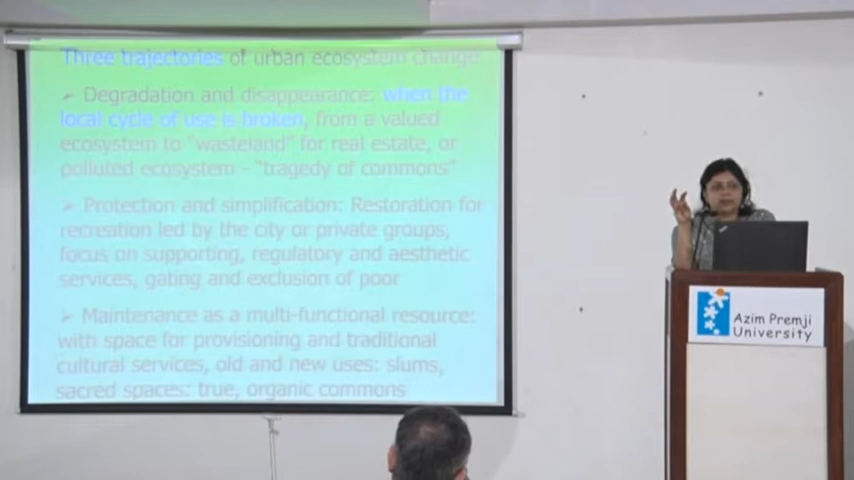 Three trajectories of urban ecosystem change
➢ Degradation and disappearance: when the
local cycle of use is broken, from a valued
ecosystem to "wasteland" for real estate, or
polluted ecosystem – "tragedy of commons"
➢ Protection and simplification: Restoration for
recreation led by the city or private groups,
focus on supporting, regulatory and aesthetic
services, gating and exclusion of poor
➢ Maintenance as a multi-functional resource:
with space for provisioning and traditional
cultural services, old and new uses: slums,
sacred spaces: true, organic commons
Azim Premji
University